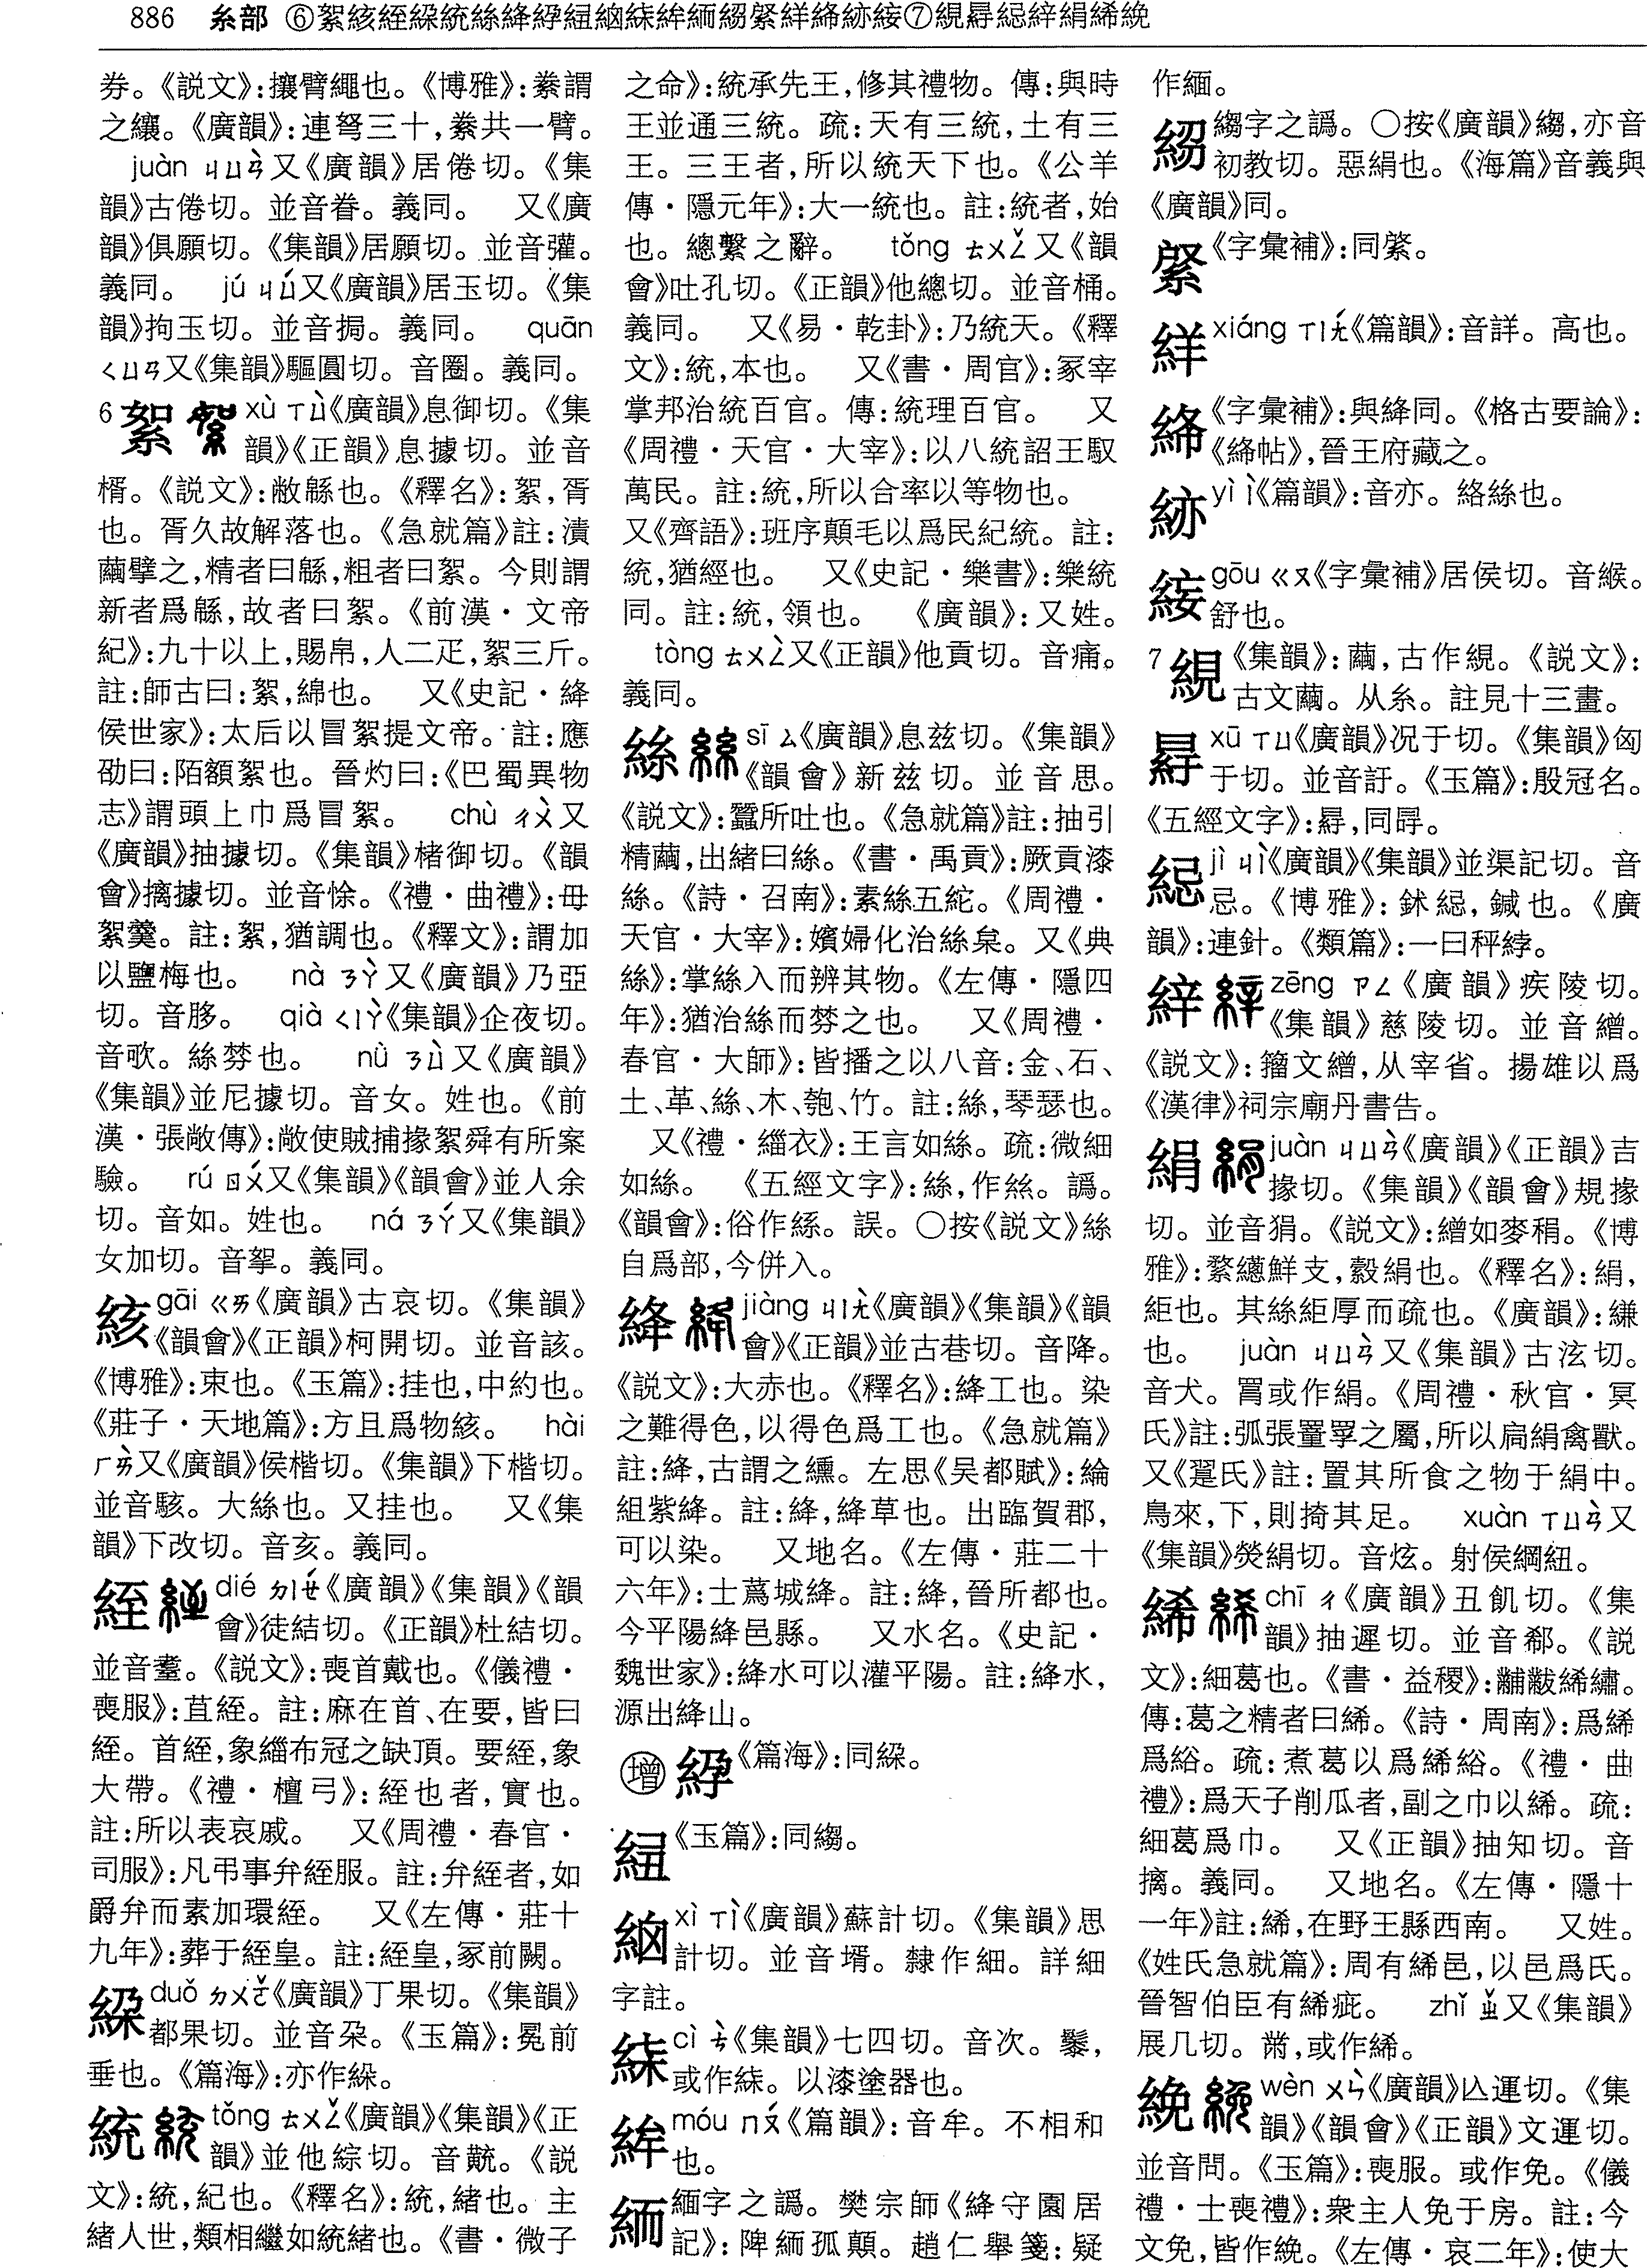 886 糸部 ⑥絮絯絰綵統絲絳𦀌紐絗絊絆緬縐綮絴絳䋵⑦絸絹絺絻
券。《説文》:攘臂繩也。《博雅》:絭謂
之纕。《廣韻》:連弩三十,絭共一臂。
juàn ㄐㄩㄢˋ又《廣韻》居倦切。《集
韻》古倦切。並音眷。義同。 又《廣
韻》俱願切。《集韻》居願切。並音㢧。
義同。 jú ㄐㄩˊ又《廣韻》居玉切。《集
韻》拘玉切。並音挶。義同。 quān
ㄑㄩㄢ又《集韻》驅圓切。音圈。義同。
6 絮 xù ㄒㄩˋ《廣韻》息御切。《集
韻》《正韻》息據切。並音
楈。《説文》:敝緜也。《釋名》:絮,胥
也。胥久故解落也。《急就篇》註:漬
繭擘之,精者曰緜,粗者曰絮。今則謂
新者爲緜,故者曰絮。《前漢・文帝
紀》:九十以上,賜帛,人二疋,絮三斤。
註:師古曰:絮,綿也。 又《史記・絳
侯世家》:太后以冒絮提文帝。註:應
劭曰:陌額絮也。晉灼曰:《巴蜀異物
志》謂頭上巾爲冒絮。 chù ㄔㄨˋ又
《廣韻》抽據切。《集韻》楮御切。《韻
會》摛據切。並音悇。《禮・曲禮》:毋
絮羹。註:絮,猶調也。《釋文》:謂加
以鹽梅也。 nà ㄋㄚˋ又《廣韻》乃亞
切。音䏧。 qià ㄑㄧㄚˋ《集韻》企夜切。
音歌。絲棼也。 nǜ ㄋㄩˋ又《廣韻》
《集韻》並尼據切。音女。姓也。《前
漢・張敞傳》:敞使賊捕掾絮舜有所案
驗。 rú ㄖㄨˊ又《集韻》《韻會》並人余
切。音如。姓也。 ná ㄋㄚˊ又《集韻》
女加切。音挐。義同。
絯 gāi ㄍㄞ《廣韻》古哀切。《集韻》
《韻會》《正韻》柯開切。並音該。
《博雅》:束也。《玉篇》:挂也,中約也。
《莊子・天地篇》:方且爲物絯。 hài
ㄏㄞˋ又《廣韻》侯楷切。《集韻》下楷切。
並音駭。大絲也。又挂也。 又《集
韻》下改切。音亥。義同。
絰 dié ㄉㄧㄝˊ《廣韻》《集韻》《韻
會》徒結切。《正韻》杜結切。
並音耋。《説文》:喪首戴也。《儀禮・
喪服》:苴絰。註:麻在首、在要,皆曰
絰。首絰,象緇布冠之缺項。要絰,象
大帶。《禮・檀弓》:絰也者,實也。
註:所以表哀戚。 又《周禮・春官・
司服》:凡弔事弁絰服。註:弁絰者,如
爵弁而素加環絰。 又《左傳・莊十
九年》:葬于絰皇。註:絰皇,冢前闕。
duǒ ㄉㄨㄛˇ《廣韻》丁果切。《集韻》
都果切。並音朶。《玉篇》:冕前
垂也。《篇海》:亦作綵。
統 tǒng ㄊㄨㄥˇ《廣韻》《集韻》《正
韻》並他綜切。音㼧。《説
文》:統,紀也。《釋名》:統,緒也。主
緒人世,類相繼如統緒也。《書・微子
之命》:統承先王,修其禮物。傳:與時
王並通三統。疏:天有三統,土有三
王。三王者,所以統天下也。《公羊
傳・隱元年》:大一統也。註:統者,始
也。總繫之辭。 tǒng ㄊㄨㄥˇ又《韻
會》吐孔切。《正韻》他總切。並音桶。
義同。 又《易・乾卦》:乃統天。《釋
文》:統,本也。 又《書・周官》:冢宰
掌邦治統百官。傳:統理百官。 又
《周禮・天官・大宰》:以八統詔王馭
萬民。註:統,所以合率以等物也。
又《齊語》:班序顛毛以爲民紀統。註:
統,猶經也。 又《史記・樂書》:樂統
同。註:統,領也。 《廣韻》:又姓。
tòng ㄊㄨㄥˋ又《正韻》他貢切。音痛。
義同。
絲 sī ㄙ《廣韻》息兹切。《集韻》
《韻會》新兹切。並音思。
《説文》:蠶所吐也。《急就篇》註:抽引
精繭,出緒曰絲。《書・禹貢》:厥貢漆
絲。《詩・召南》:素絲五紽。《周禮・
天官・大宰》:嬪婦化治絲枲。又《典
絲》:掌絲入而辨其物。《左傳・隱四
年》:猶治絲而棼之也。 又《周禮・
春官・大師》:皆播之以八音:金、石、
土、革、絲、木、匏、竹。註:絲,琴瑟也。
又《禮・緇衣》:王言如絲。疏:微細
如絲。 《五經文字》:絲,作絲。譌。
《韻會》:俗作絲。誤。〇按《説文》絲
自爲部,今併入。
絳 jiàng ㄐㄧㄤˋ《廣韻》《集韻》《韻
會》《正韻》並古巷切。音降。
《説文》:大赤也。《釋名》:絳工也。染
之難得色,以得色爲工也。《急就篇》
註:絳,古謂之纁。左思《吴都賦》:綸
組紫絳。註:絳,絳草也。出臨賀郡,
可以染。 又地名。《左傳・莊二十
六年》:士蔿城絳。註:絳,晉所都也。
今平陽絳邑縣。 又水名。《史記・
魏世家》:絳水可以灌平陽。註:絳水,
源出絳山。
增 《篇海》:同綵。
《玉篇》:同縐。
xì ㄒㄧˋ《廣韻》蘇計切。《集韻》思
計切。並音壻。隸作細。詳細
字註。
cì ㄘˋ《集韻》七四切。音次。髹,
或作絊。以漆塗器也。
móu ㄇㄡˊ《篇韻》:音牟。不相和
也。
緬字之譌。樊宗師《絳守園居
記》:陴緬孤顛。趙仁舉箋:疑
作緬。
縐字之譌。〇按《廣韻》縐,亦音
初教切。惡絹也。《海篇》音義與
《廣韻》同。
《字彙補》:同綮。
絴 xiáng ㄒㄧㄤˊ《篇韻》:音詳。高也。
《字彙補》:與絳同。《格古要論》:
《絳帖》,晉王府藏之。
yì ㄧˋ《篇韻》:音亦。絡絲也。
gōu ㄍㄡ《字彙補》居侯切。音緱。
舒也。
7 絸 《集韻》:繭,古作絸。《説文》:
古文繭。从糸。註見十三畫。
xū ㄒㄩ《廣韻》况于切。《集韻》匈
于切。並音訏。《玉篇》:殷冠名。
《五經文字》:𦀓,同冔。
jì ㄐㄧˋ《廣韻》《集韻》並渠記切。音
忌。《博雅》:鉥䋟,鍼也。《廣
韻》:連針。《類篇》:一曰秤綍。
縡 zēng ㄗㄥ《廣韻》疾陵切。
《集韻》慈陵切。並音繒。
《説文》:籀文繒,从宰省。揚雄以爲
《漢律》祠宗廟丹書告。
絹 juàn ㄐㄩㄢˋ《廣韻》《正韻》吉
掾切。《集韻》《韻會》規掾
切。並音狷。《説文》:繒如麥稍。《博
雅》:繁總鮮支,縠絹也。《釋名》:絹,
䋎也。其絲䋎厚而疏也。《廣韻》:縑
也。 juàn ㄐㄩㄢˋ又《集韻》古泫切。
音犬。罥或作絹。《周禮・秋官・冥
氏》註:弧張罿罦之屬,所以扃絹禽獸。
又《翨氏》註:置其所食之物于絹中。
鳥來,下,則掎其足。 xuàn ㄒㄩㄢˋ又
《集韻》熒絹切。音炫。射侯綱紐。
絺 chī ㄔ《廣韻》丑飢切。《集
韻》抽遲切。並音郗。《説
文》:細葛也。《書・益稷》:黼黻絺繡。
傳:葛之精者曰絺。《詩・周南》:爲絺
爲綌。疏:煮葛以爲絺綌。《禮・曲
禮》:爲天子削瓜者,副之巾以絺。疏:
細葛爲巾。 又《正韻》抽知切。音
摛。義同。 又地名。《左傳・隱十
一年》註:絺,在野王縣西南。 又姓。
《姓氏急就篇》:周有絺邑,以邑爲氏。
晉智伯臣有絺疵。 zhǐ ㄓˇ又《集韻》
展几切。黹,或作絺。
絻 wèn ㄨㄣˋ《廣韻》亾運切。《集
韻》《韻會》《正韻》文運切。
並音問。《玉篇》:喪服。或作免。《儀
禮・士喪禮》:衆主人免于房。註:今
文免,皆作絻。《左傳・哀二年》:使大